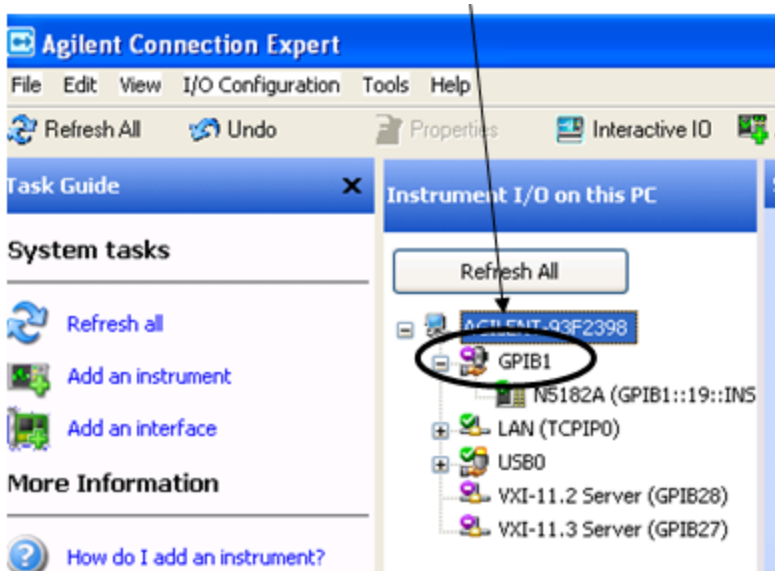 Agilent Connection Expert
File Edit View I/O Configuration Tools Help
Refresh All Undo Properties Interactive IO
Task Guide
System tasks
Refresh all
Add an instrument
Add an interface
More Information
How do I add an instrument?
Instrument I/O on this PC
Refresh All
AGILENT-93F2398
GPIB1
N5182A (GPIB1::19::INS
LAN (TCPIP0)
USB0
VXI-11.2 Server (GPIB28)
VXI-11.3 Server (GPIB27)